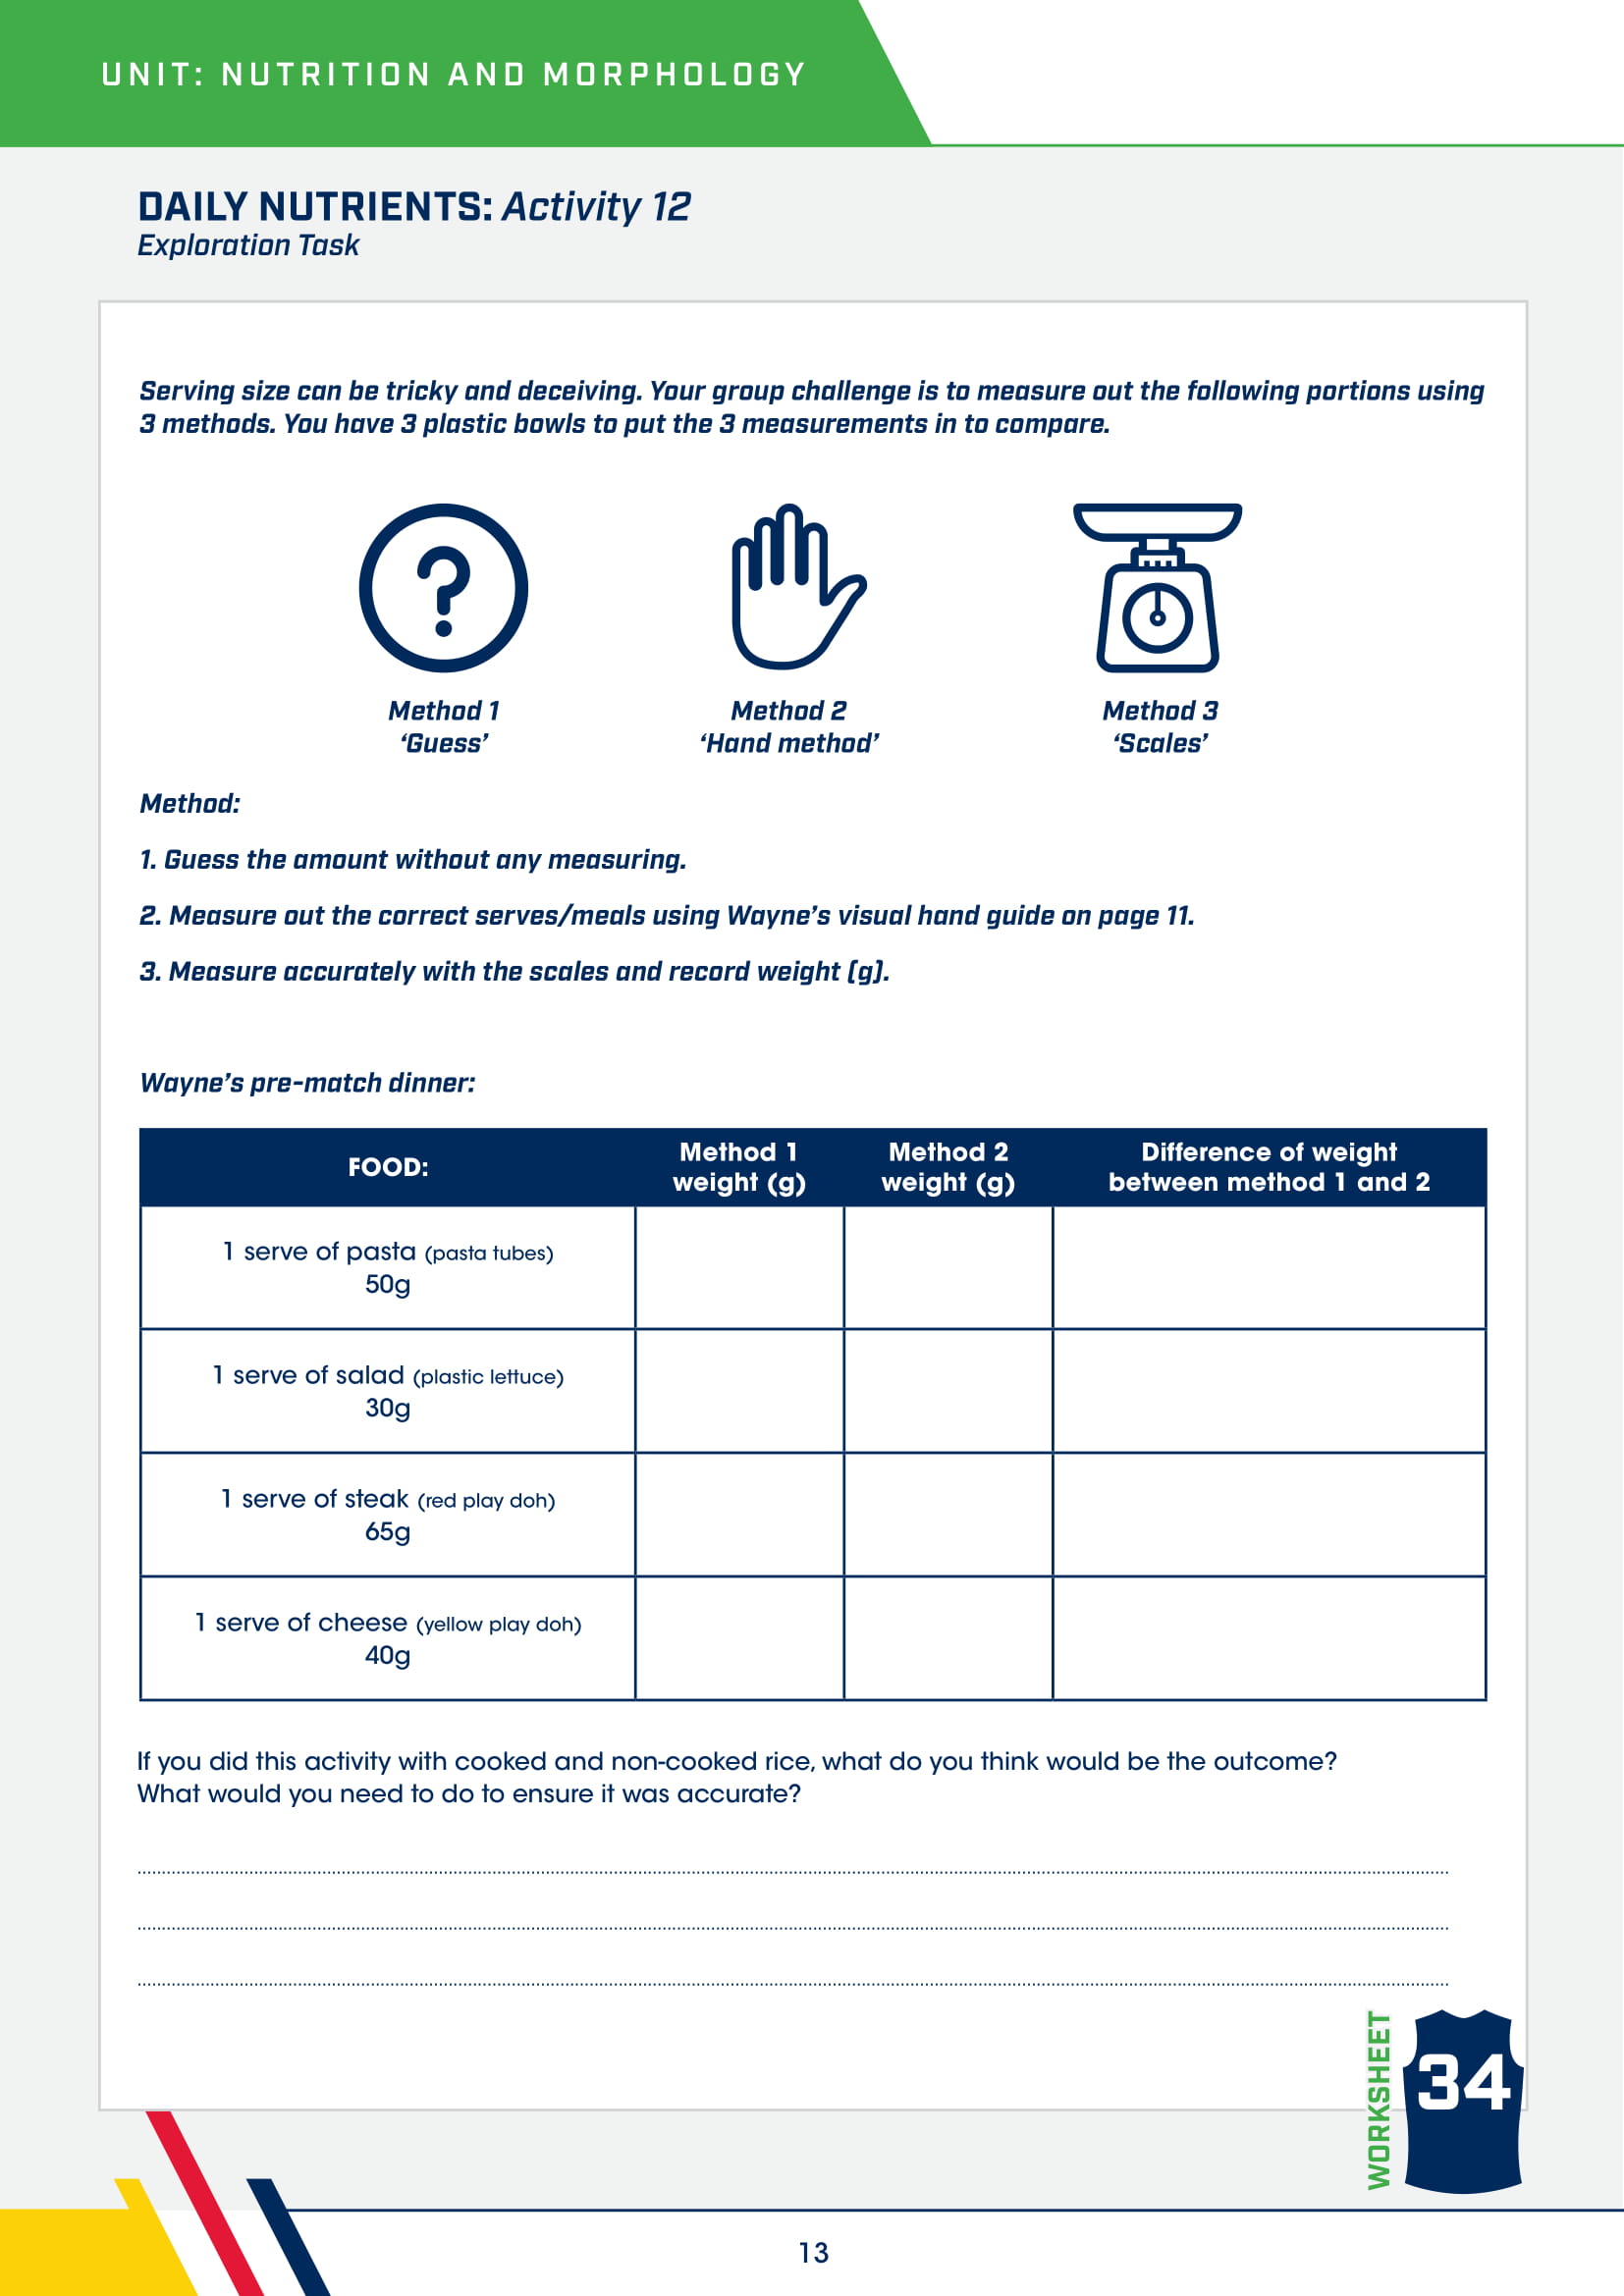 UNIT: NUTRITION AND MORPHOLOGY
DAILY NUTRIENTS: Activity 12
Exploration Task
Serving size can be tricky and deceiving. Your group challenge is to measure out the following portions using
3 methods. You have 3 plastic bowls to put the 3 measurements in to compare.
?
Method 1
‘Guess’
Method 2
‘Hand method’
Method 3
‘Scales’
Method:
1. Guess the amount without any measuring.
2. Measure out the correct serves/meals using Wayne’s visual hand guide on page 11.
3. Measure accurately with the scales and record weight (g).
Wayne’s pre-match dinner:
FOOD:
Method 1
weight (g)
Method 2
weight (g)
Difference of weight
between method 1 and 2
1 serve of pasta (pasta tubes)
50g
1 serve of salad (plastic lettuce)
30g
1 serve of steak (red play doh)
65g
1 serve of cheese (yellow play doh)
40g
If you did this activity with cooked and non-cooked rice, what do you think would be the outcome?
What would you need to do to ensure it was accurate?
WORKSHEET
34
13